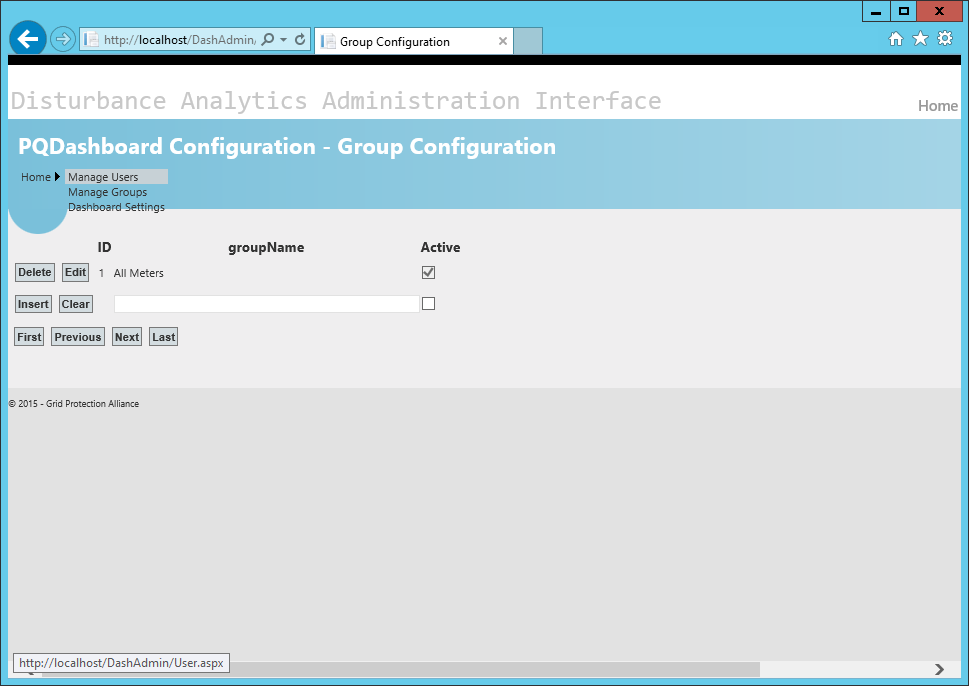 http://localhost/DashAdmin/
Group Configuration
Disturbance Analytics Administration Interface
Home
PQDashboard Configuration - Group Configuration
Home Manage Users
Manage Groups
Dashboard Settings
ID groupName Active
Delete Edit 1 All Meters
Insert Clear
First Previous Next Last
© 2015 - Grid Protection Alliance
http://localhost/DashAdmin/User.aspx